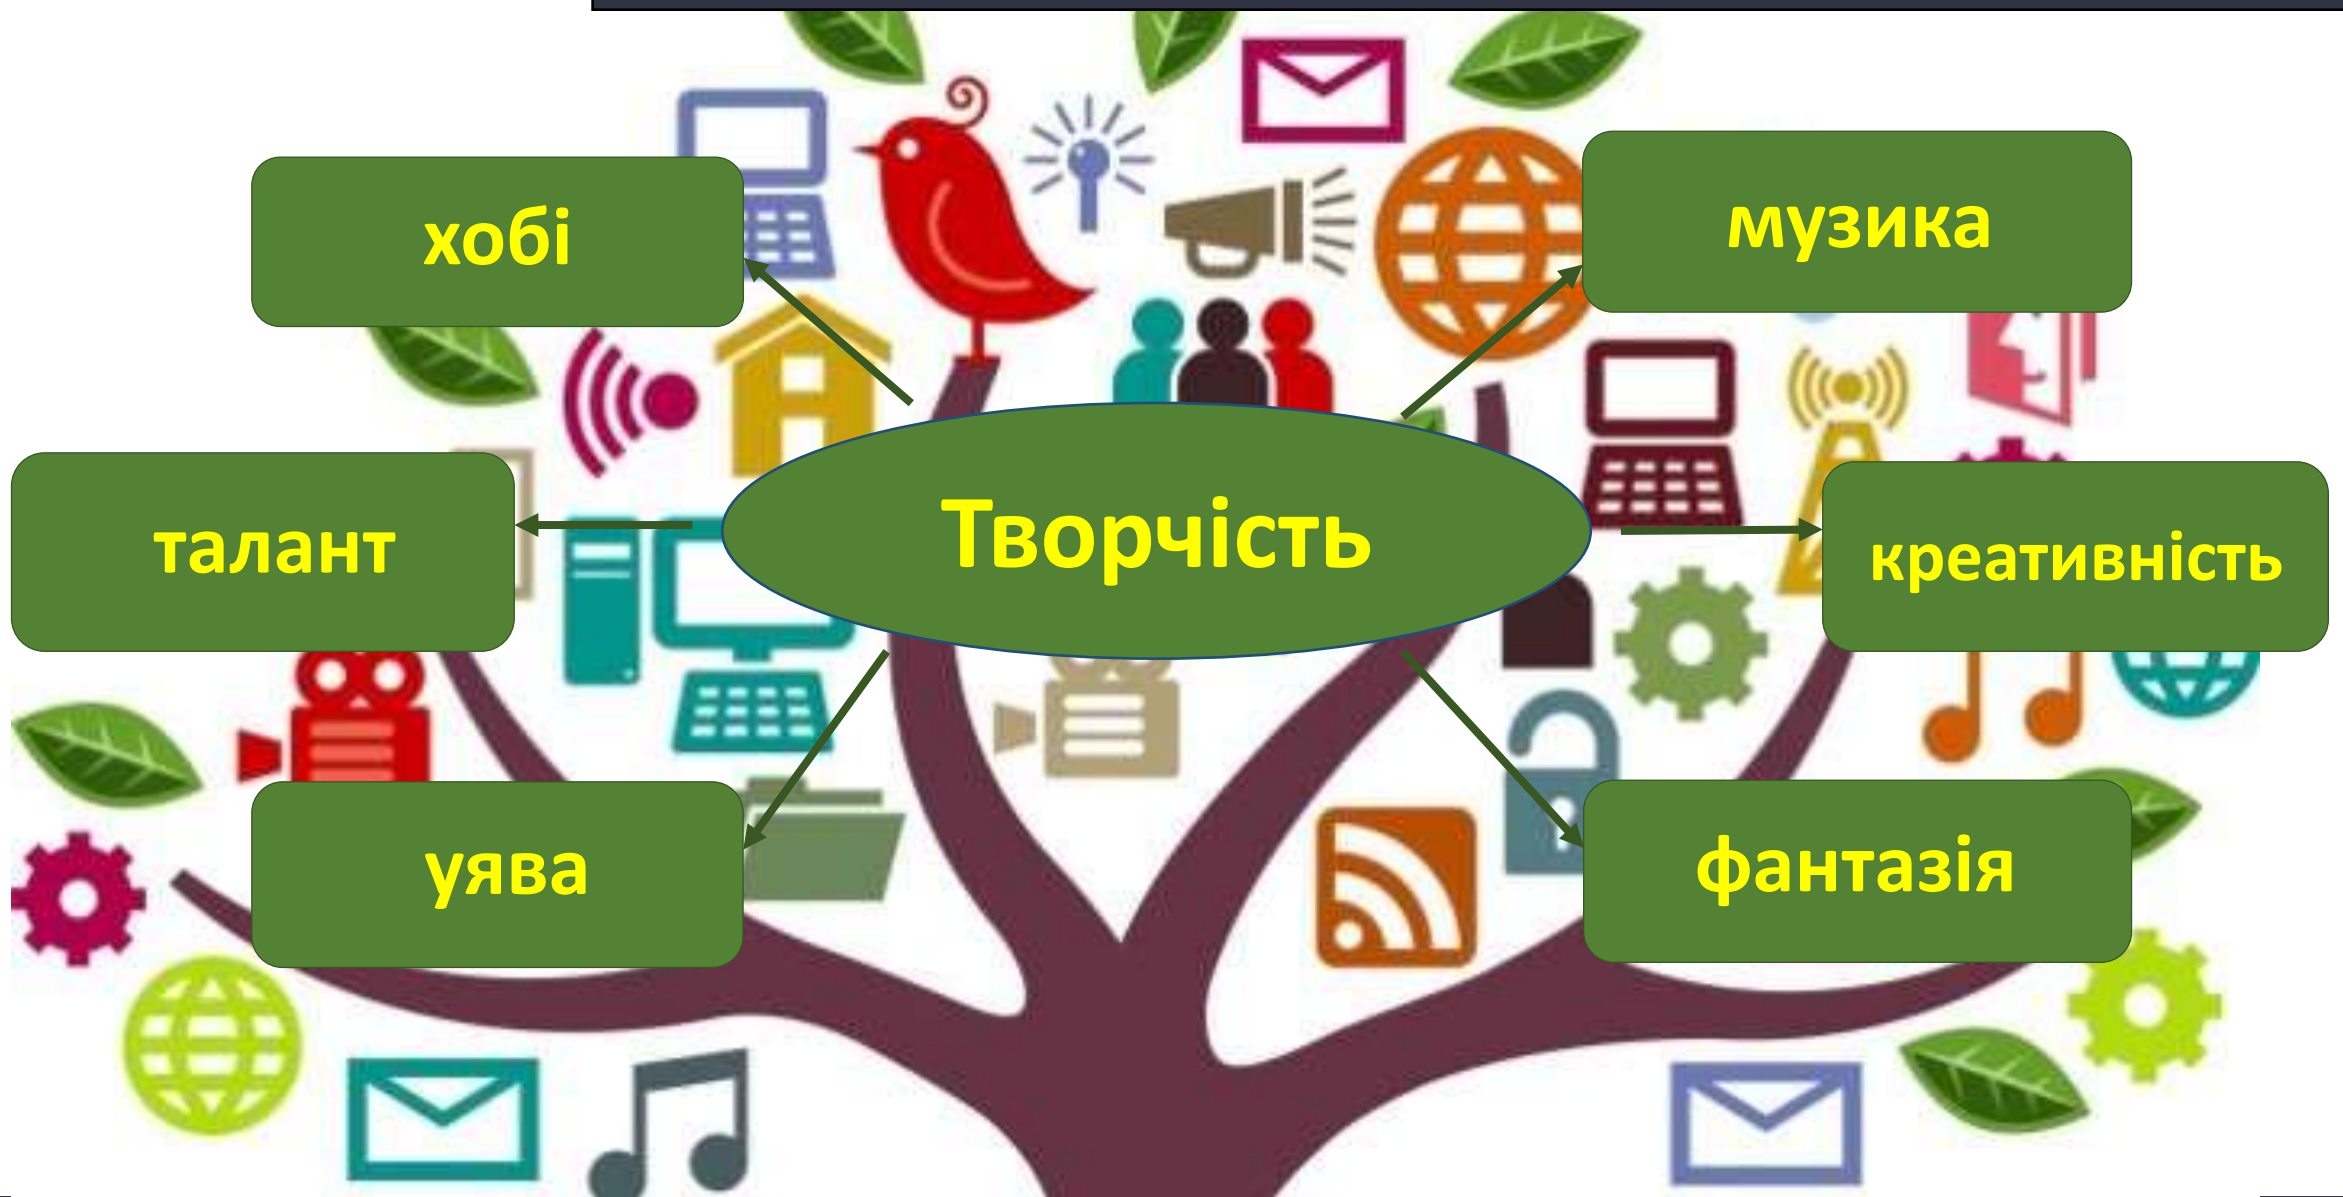 хобі
музика
Творчість
талант
креативність
уява
фантазія